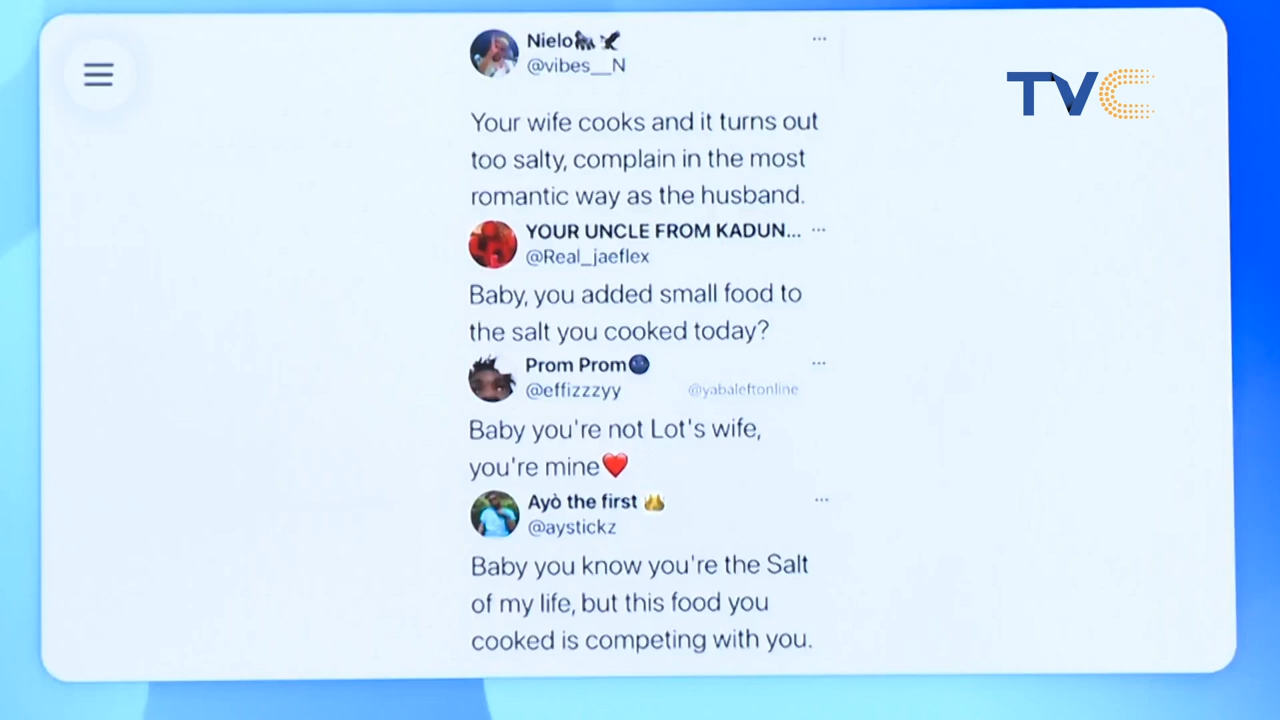 Nielo
@vibes__N
TVC
Your wife cooks and it turns out
too salty, complain in the most
romantic way as the husband.
YOUR UNCLE FROM KADUN...
@Real_jaeflex
Baby, you added small food to
the salt you cooked today?
Prom Prom
@effizzzyy
@yabaleftonline
Baby you're not Lot's wife,
you're mine❤️
Ayò the first
@aystickz
Baby you know you're the Salt
of my life, but this food you
cooked is competing with you.